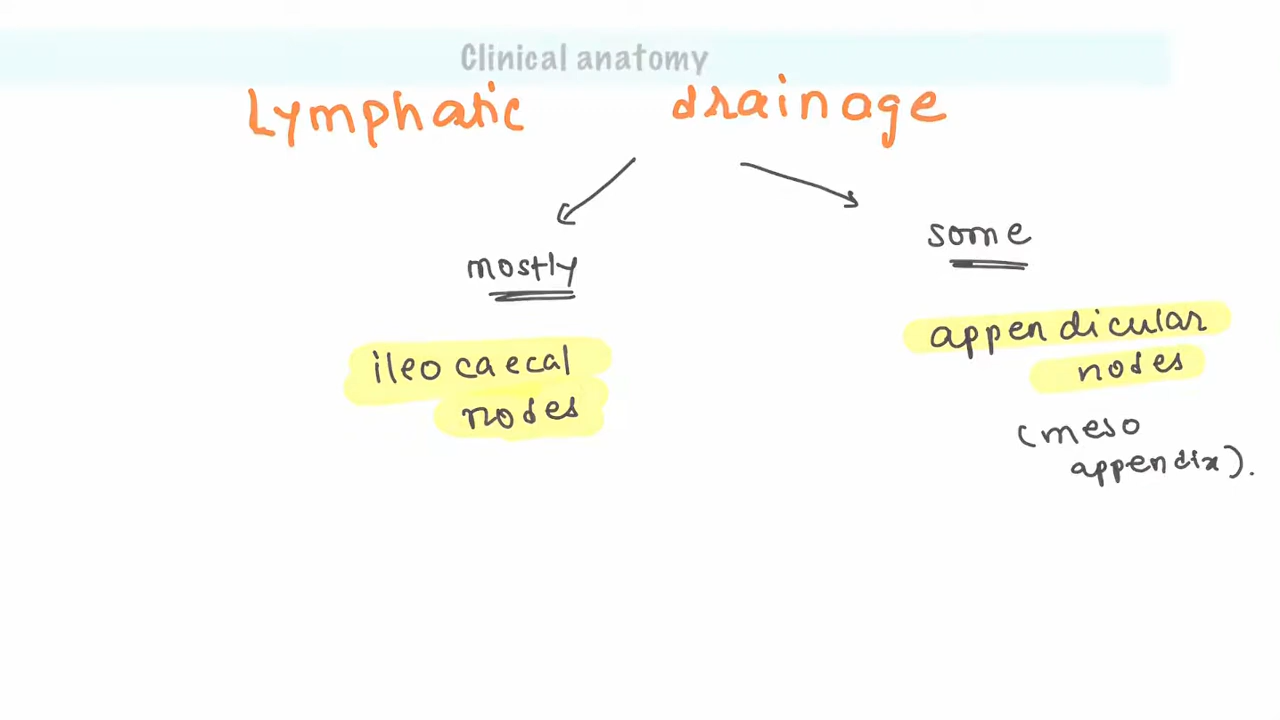 Clinical anatomy
Lymphatic drainage
mostly
ileocaecal
nodes
some
appendicular
nodes
(meso
appendix).